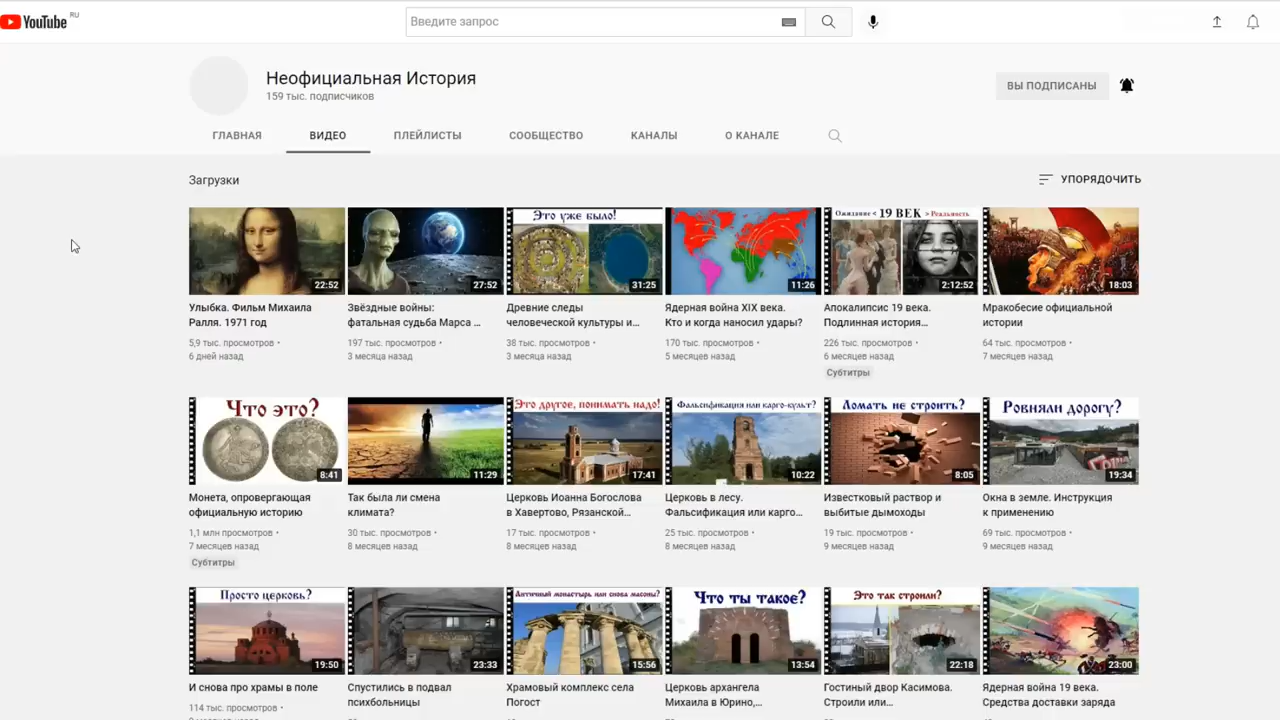 YouTube RU
Введите запрос
Неофициальная История
159 тыс. подписчиков
ВЫ ПОДПИСАНЫ
ГЛАВНАЯ ВИДЕО ПЛЕЙЛИСТЫ СООБЩЕСТВО КАНАЛЫ О КАНАЛЕ
Загрузки
УПОРЯДОЧИТЬ
22:52
Улыбка. Фильм Михаила
Ралля. 1971 год
5,9 тыс. просмотров •
6 дней назад
27:52
Звёздные войны:
фатальная судьба Марса ...
197 тыс. просмотров •
3 месяца назад
Это уже было!
31:25
Древние следы
человеческой культуры и...
38 тыс. просмотров •
3 месяца назад
11:26
Ядерная война XIX века.
Кто и когда наносил удары?
170 тыс. просмотров •
5 месяцев назад
Ожидание < 19 ВЕК > Реальность
2:12:52
Апокалипсис 19 века.
Подлинная история...
226 тыс. просмотров •
6 месяцев назад
Субтитры
18:03
Мракобесие официальной
истории
64 тыс. просмотров •
7 месяцев назад
Что это?
8:41
Монета, опровергающая
официальную историю
1,1 млн просмотров •
7 месяцев назад
Субтитры
11:29
Так была ли смена
климата?
30 тыс. просмотров •
8 месяцев назад
Это другое, понимать надо!
17:41
Церковь Иоанна Богослова
в Хавертово, Рязанской...
17 тыс. просмотров •
8 месяцев назад
Фальсификация или карго-культ?
10:22
Церковь в лесу.
Фальсификация или карго...
25 тыс. просмотров •
8 месяцев назад
Ломать не строить?
8:05
Известковый раствор и
выбитые дымоходы
19 тыс. просмотров •
9 месяцев назад
Ровняли дорогу?
19:34
Окна в земле. Инструкция
к применению
69 тыс. просмотров •
9 месяцев назад
Просто церковь?
19:50
И снова про храмы в поле
114 тыс. просмотров •
23:33
Спустились в подвал
психбольницы
Античный монастырь или снова масоны?
15:56
Храмовый комплекс села
Погост
Что ты такое?
13:54
Церковь архангела
Михаила в Юрино,...
Это так строили?
22:18
Гостиный двор Касимова.
Строили или...
23:00
Ядерная война 19 века.
Средства доставки заряда